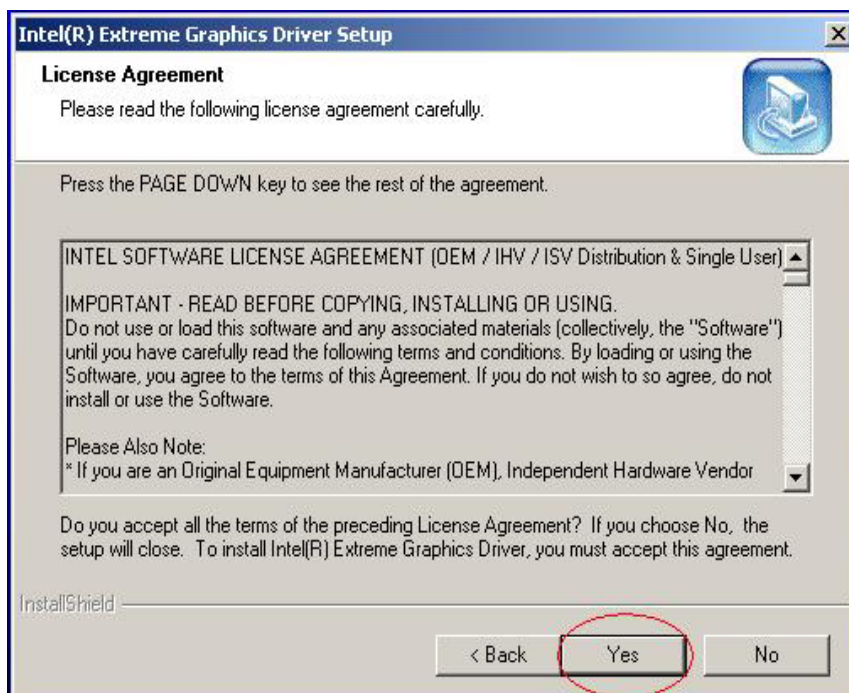 Intel(R) Extreme Graphics Driver Setup
License Agreement
Please read the following license agreement carefully.
Press the PAGE DOWN key to see the rest of the agreement.
INTEL SOFTWARE LICENSE AGREEMENT (OEM / IHV / ISV Distribution & Single User)
IMPORTANT - READ BEFORE COPYING, INSTALLING OR USING.
Do not use or load this software and any associated materials (collectively, the "Software")
until you have carefully read the following terms and conditions. By loading or using the
Software, you agree to the terms of this Agreement. If you do not wish to so agree, do not
install or use the Software.
Please Also Note:
* If you are an Original Equipment Manufacturer (OEM), Independent Hardware Vendor
Do you accept all the terms of the preceding License Agreement? If you choose No, the
setup will close. To install Intel(R) Extreme Graphics Driver, you must accept this agreement.
InstallShield
< Back Yes No